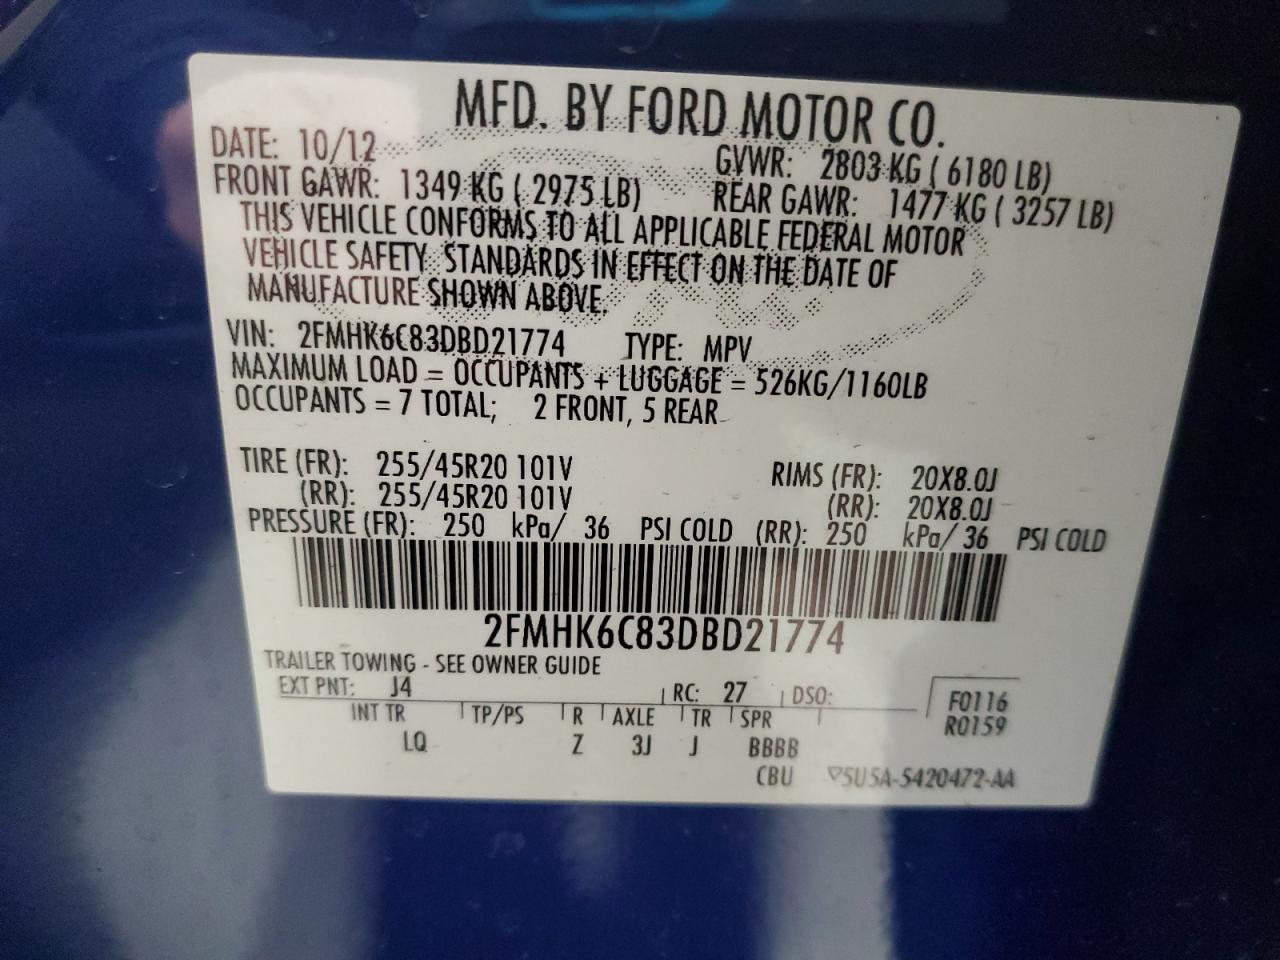 MFD. BY FORD MOTOR CO.
DATE: 10/12 GVWR: 2803 KG ( 6180 LB)
FRONT GAWR: 1349 KG ( 2975 LB) REAR GAWR: 1477 KG ( 3257 LB)
THIS VEHICLE CONFORMS TO ALL APPLICABLE FEDERAL MOTOR
VEHICLE SAFETY STANDARDS IN EFFECT ON THE DATE OF
MANUFACTURE SHOWN ABOVE.
VIN: 2FMHK6C83DBD21774 TYPE: MPV
MAXIMUM LOAD = OCCUPANTS + LUGGAGE = 526KG/1160LB
OCCUPANTS = 7 TOTAL; 2 FRONT, 5 REAR
TIRE (FR): 255/45R20 101V RIMS (FR): 20X8.0J
(RR): 255/45R20 101V (RR): 20X8.0J
PRESSURE (FR): 250 kPa/ 36 PSI COLD (RR): 250 kPa/ 36 PSI COLD
2FMHK6C83DBD21774
TRAILER TOWING - SEE OWNER GUIDE
EXT PNT: J4 RC: 27 DSO: F0116
INT TR TP/PS R AXLE TR SPR R0159
LQ Z 3J J BBBB
CBU ▽5U5A-5420472-AA